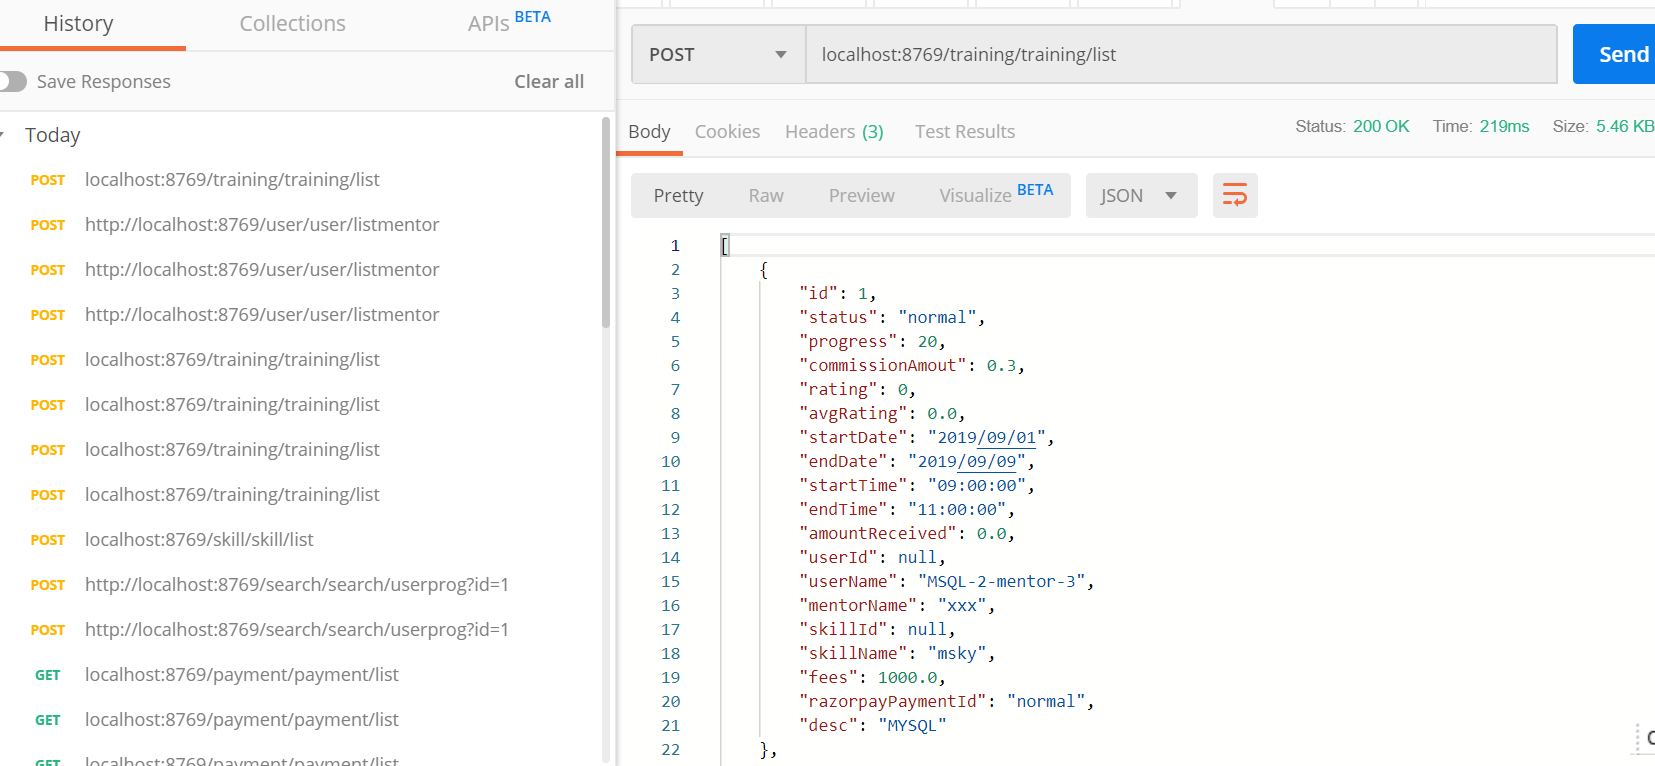 History Collections APIs BETA
Save Responses Clear all
Today
POST localhost:8769/training/training/list
POST http://localhost:8769/user/user/listmentor
POST http://localhost:8769/user/user/listmentor
POST http://localhost:8769/user/user/listmentor
POST localhost:8769/training/training/list
POST localhost:8769/training/training/list
POST localhost:8769/training/training/list
POST localhost:8769/training/training/list
POST localhost:8769/skill/skill/list
POST http://localhost:8769/search/search/userprog?id=1
POST http://localhost:8769/search/search/userprog?id=1
GET localhost:8769/payment/payment/list
GET localhost:8769/payment/payment/list
GET localhost:8769/payment/payment/list
POST localhost:8769/training/training/list Send
Body Cookies Headers (3) Test Results Status: 200 OK Time: 219ms Size: 5.46 KB
Pretty Raw Preview Visualize BETA JSON
1 [
2 {
3 "id": 1,
4 "status": "normal",
5 "progress": 20,
6 "commissionAmout": 0.3,
7 "rating": 0,
8 "avgRating": 0.0,
9 "startDate": "2019/09/01",
10 "endDate": "2019/09/09",
11 "startTime": "09:00:00",
12 "endTime": "11:00:00",
13 "amountReceived": 0.0,
14 "userId": null,
15 "userName": "MSQL-2-mentor-3",
16 "mentorName": "xxx",
17 "skillId": null,
18 "skillName": "msky",
19 "fees": 1000.0,
20 "razorpayPaymentId": "normal",
21 "desc": "MYSQL"
22 },